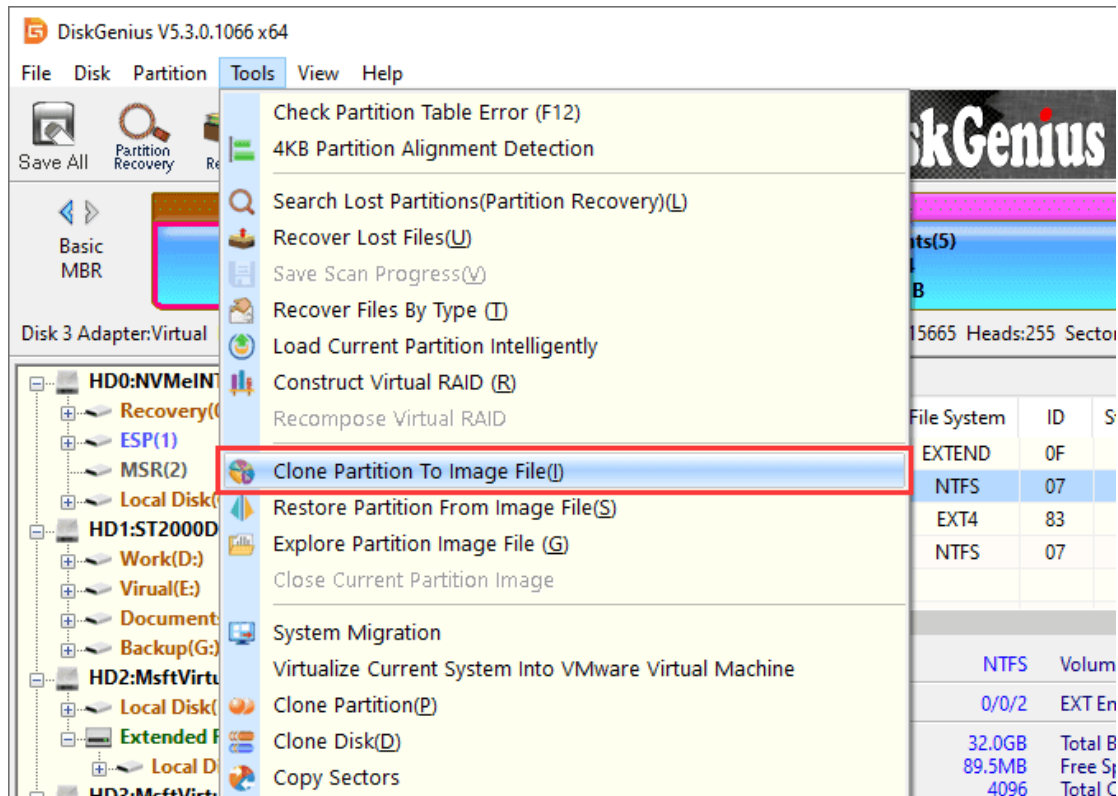 DiskGenius V5.3.0.1066 x64
File Disk Partition Tools View Help
Save All
Partition Recovery
Check Partition Table Error (F12)
4KB Partition Alignment Detection
Search Lost Partitions(Partition Recovery)(L)
Recover Lost Files(U)
Save Scan Progress(V)
Recover Files By Type (T)
Load Current Partition Intelligently
Construct Virtual RAID (R)
Recompose Virtual RAID
Clone Partition To Image File(I)
Restore Partition From Image File(S)
Explore Partition Image File (G)
Close Current Partition Image
System Migration
Virtualize Current System Into VMware Virtual Machine
Clone Partition(P)
Clone Disk(D)
Copy Sectors
skGenius
Basic
MBR
nts(5)
B
Disk 3 Adapter:Virtual
15665 Heads:255 Sector
HD0:NVMeINT
Recovery(
ESP(1)
MSR(2)
Local Disk(
HD1:ST2000D
Work(D:)
Virual(E:)
Document
Backup(G:)
HD2:MsftVirtu
Local Disk(
Extended
Local Di
HD3:MsftVirtu
File System ID
EXTEND 0F
NTFS 07
EXT4 83
NTFS 07
NTFS Volum
0/0/2 EXT En
32.0GB Total B
89.5MB Free Sp
4096 Total C